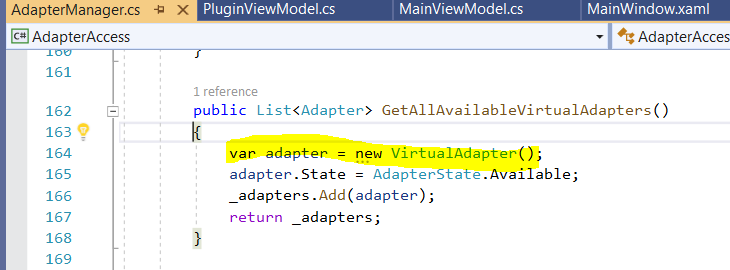 AdapterManager.cs PluginViewModel.cs MainViewModel.cs MainWindow.xaml
C# AdapterAccess AdapterAcces
160 }
161
1 reference
162 public List<Adapter> GetAllAvailableVirtualAdapters()
163 {
164 var adapter = new VirtualAdapter();
165 adapter.State = AdapterState.Available;
166 _adapters.Add(adapter);
167 return _adapters;
168 }
169